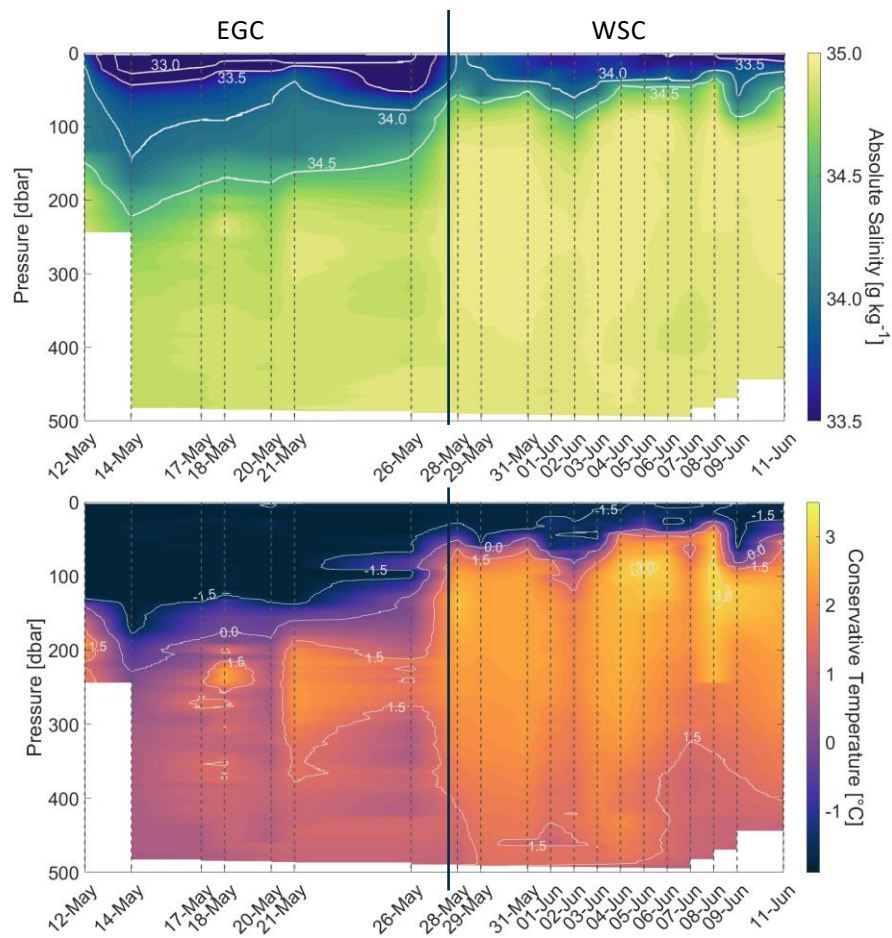 EGC WSC
0
100
200
300
400
500
Pressure [dbar]
33.0
33.5
34.0
34.5
34.0
33.5
34.5
12-May
14-May
17-May
18-May
20-May
21-May
26-May
28-May
29-May
31-May
01-Jun
02-Jun
03-Jun
04-Jun
05-Jun
06-Jun
07-Jun
08-Jun
09-Jun
11-Jun
35.0
34.5
34.0
33.5
Absolute Salinity [g kg-1]
0
100
200
300
400
500
Pressure [dbar]
-1.5
0.0
1.5
1.5
-1.5
1.5
1.5
0.0
1.5
-1.5
3.0
3.0
-1.5
0.0
1.5
1.5
1.5
12-May
14-May
17-May
18-May
20-May
21-May
26-May
28-May
29-May
31-May
01-Jun
02-Jun
03-Jun
04-Jun
05-Jun
06-Jun
07-Jun
08-Jun
09-Jun
11-Jun
3
2
1
0
-1
Conservative Temperature [°C]